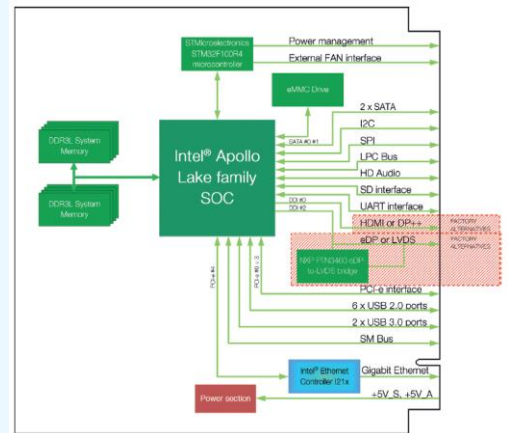 STMicroelectronics
STM32F100R4
microcontroller
Power management
External FAN interface
eMMC Drive
2 x SATA
SATA #0 #1
I2C
SPI
LPC Bus
HD Audio
SD interface
UART interface
DDR3L System
Memory
DDR3L System
Memory
Intel® Apollo
Lake family
SOC
DDI #0
DDI #2
HDMI or DP++
FACTORY
ALTERNATIVES
eDP or LVDS
FACTORY
ALTERNATIVES
NXP PTN3460 eDP-
to-LVDS bridge
PCI-e #4
PCI-e interface
6 x USB 2.0 ports
2 x USB 3.0 ports
SM Bus
Intel® Ethernet
Controller I21x
Gigabit Ethernet
Power section
+5V_S, +5V_A